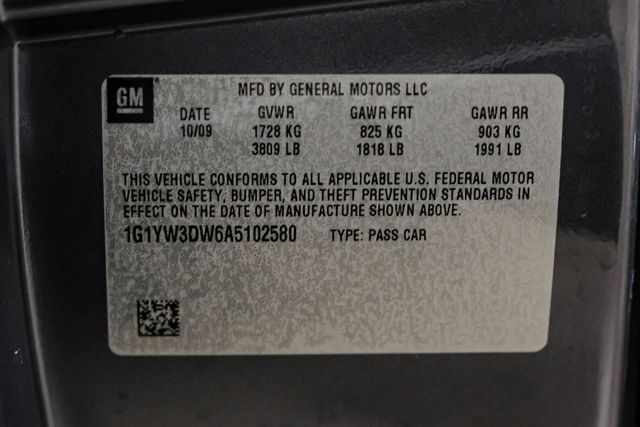 GM
MFD BY GENERAL MOTORS LLC
DATE GVWR GAWR FRT GAWR RR
10/09 1728 KG 825 KG 903 KG
3809 LB 1818 LB 1991 LB
THIS VEHICLE CONFORMS TO ALL APPLICABLE U.S. FEDERAL MOTOR
VEHICLE SAFETY, BUMPER, AND THEFT PREVENTION STANDARDS IN
EFFECT ON THE DATE OF MANUFACTURE SHOWN ABOVE.
1G1YW3DW6A5102580 TYPE: PASS CAR